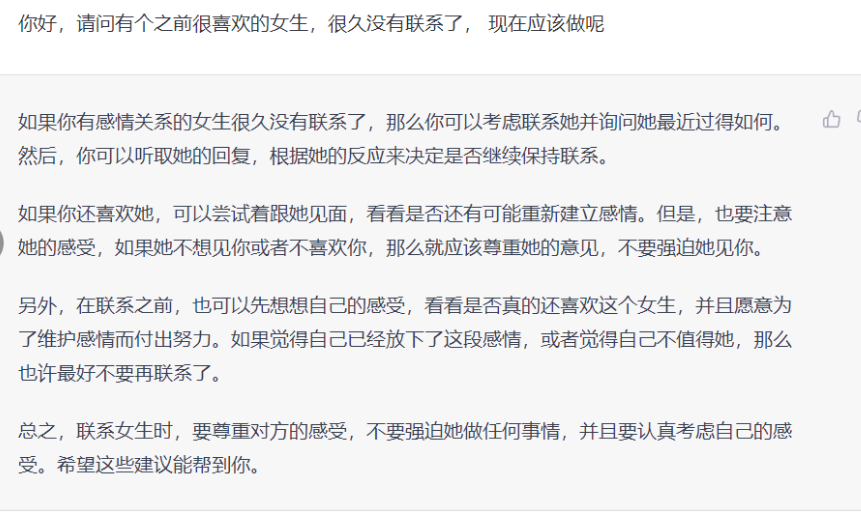 你好，请问有个之前很喜欢的女生，很久没有联系了， 现在应该做呢
如果你有感情关系的女生很久没有联系了，那么你可以考虑联系她并询问她最近过得如何。
然后，你可以听取她的回复，根据她的反应来决定是否继续保持联系。
如果你还喜欢她，可以尝试着跟她见面，看看是否还有可能重新建立感情。但是，也要注意
她的感受，如果她不想见你或者不喜欢你，那么就应该尊重她的意见，不要强迫她见你。
另外，在联系之前，也可以先想想自己的感受，看看是否真的还喜欢这个女生，并且愿意为
了维护感情而付出努力。如果觉得自己已经放下了这段感情，或者觉得自己不值得她，那么
也许最好不要再联系了。
总之，联系女生时，要尊重对方的感受，不要强迫她做任何事情，并且要认真考虑自己的感
受。希望这些建议能帮到你。